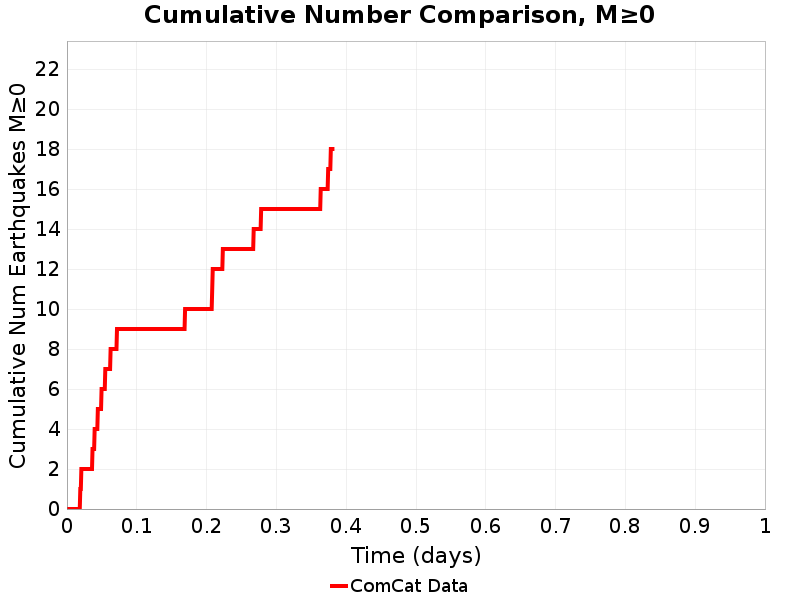 Cumulative Number Comparison, M≥0
Cumulative Num Earthquakes M≥0
22
20
18
16
14
12
10
8
6
4
2
0
0 0.1 0.2 0.3 0.4 0.5 0.6 0.7 0.8 0.9 1
Time (days)
ComCat Data